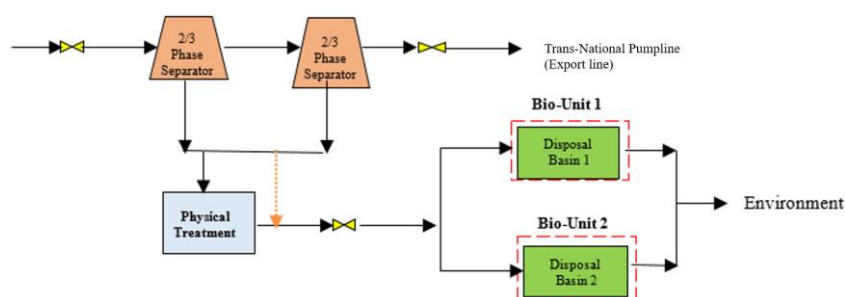 2/3
Phase
Separator
2/3
Phase
Separator
Trans-National Pumpline
(Export line)
Bio-Unit 1
Disposal
Basin 1
Physical
Treatment
Environment
Bio-Unit 2
Disposal
Basin 2